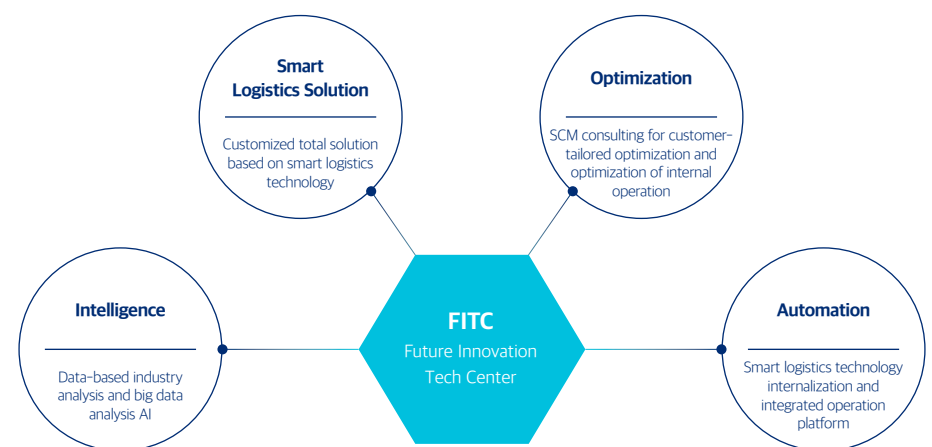 Smart
Logistics Solution
Customized total solution
based on smart logistics
technology
Optimization
SCM consulting for customer-
tailored optimization and
optimization of internal
operation
Intelligence
Data-based industry
analysis and big data
analysis AI
FITC
Future Innovation
Tech Center
Automation
Smart logistics technology
internalization and
integrated operation
platform